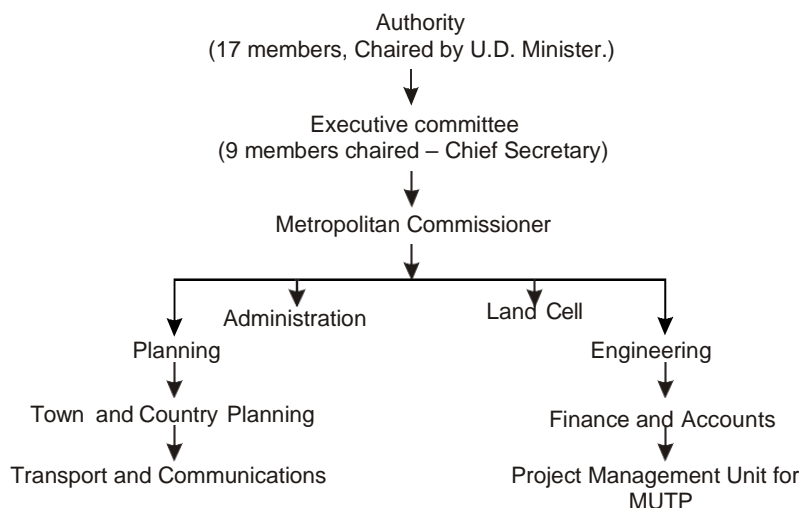 Authority
(17 members, Chaired by U.D. Minister.)
Executive committee
(9 members chaired – Chief Secretary)
Metropolitan Commissioner
Administration
Land Cell
Planning
Engineering
Town and Country Planning
Finance and Accounts
Transport and Communications
Project Management Unit for
MUTP